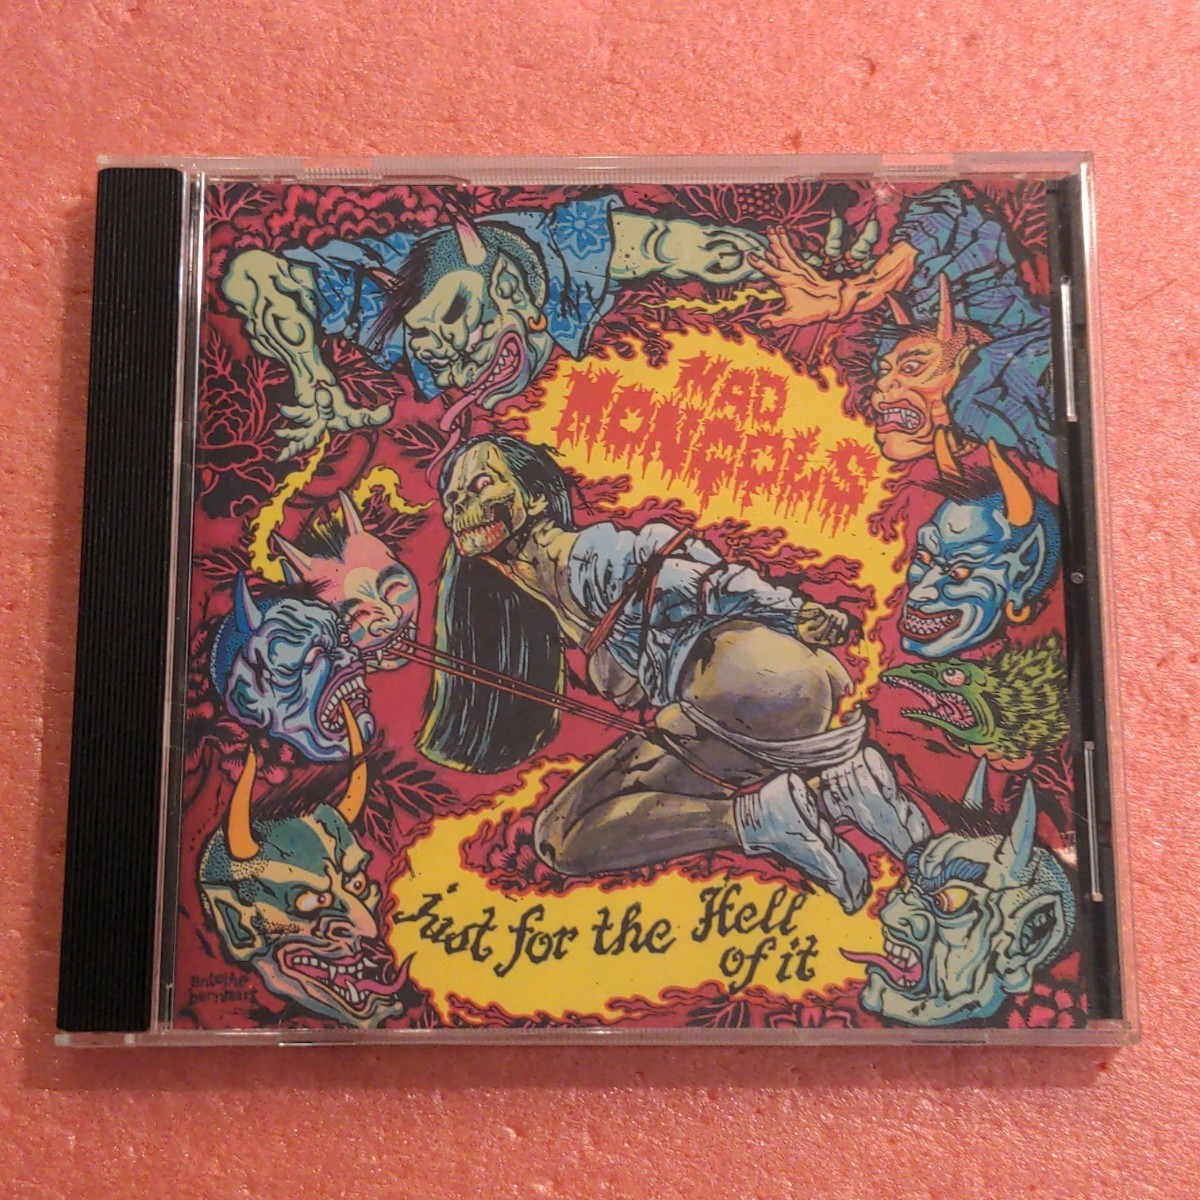 MAD
MONGOLS
just for the Hell
of it
antoine
bernhart